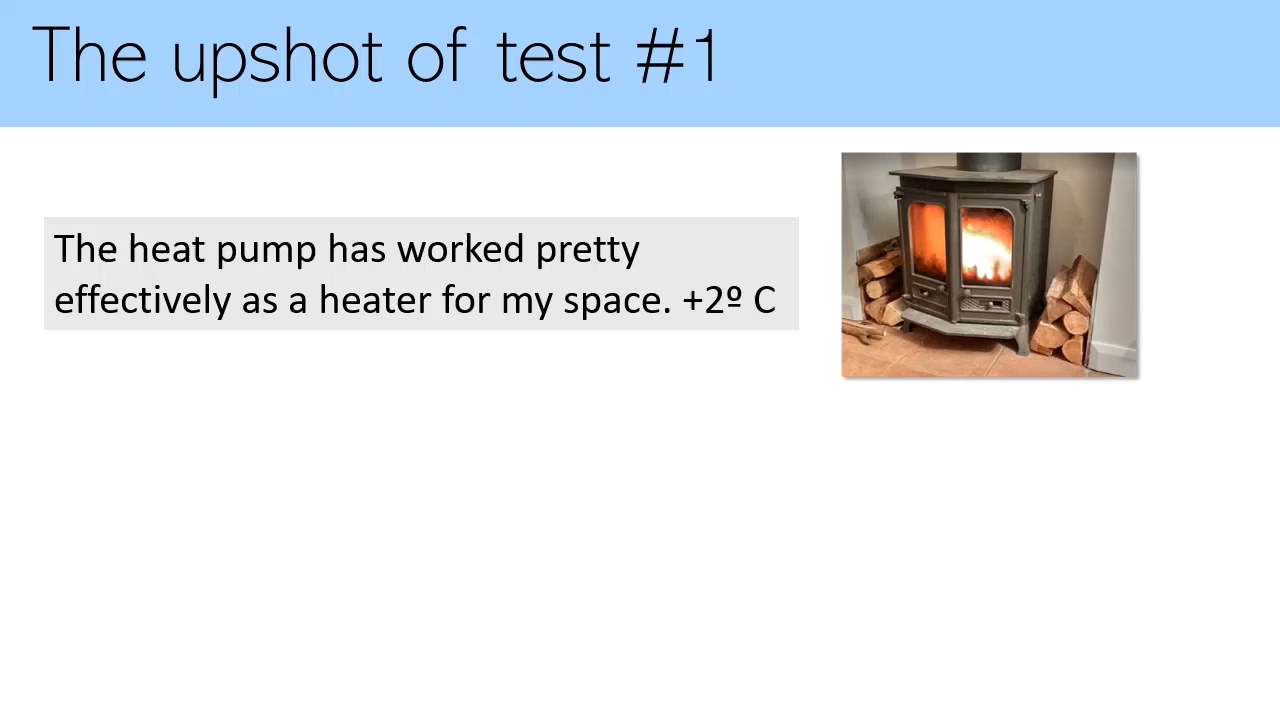 The upshot of test #1
The heat pump has worked pretty
effectively as a heater for my space. +2º C